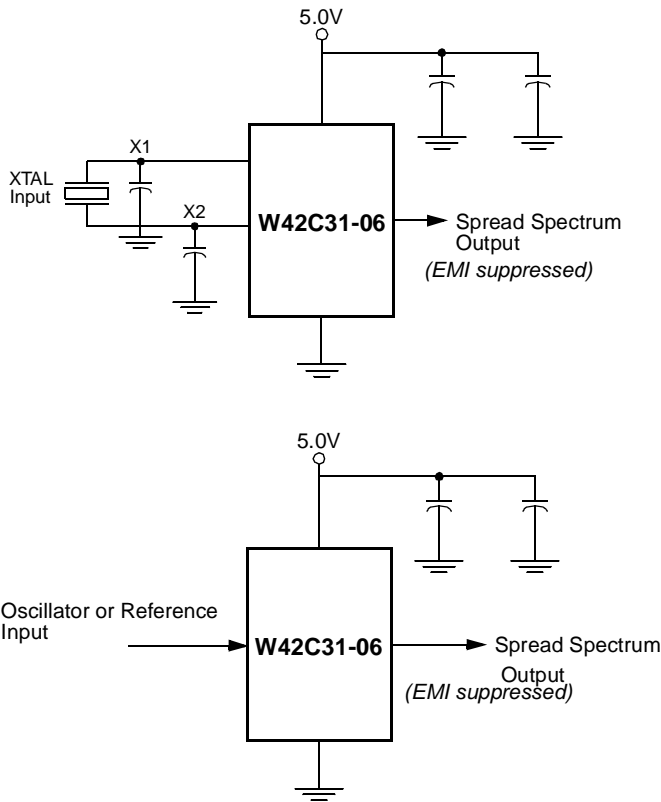 5.0V
X1
XTAL
Input
X2
W42C31-06
Spread Spectrum
Output
(EMI suppressed)
5.0V
Oscillator or Reference
Input
W42C31-06
Spread Spectrum
Output
(EMI suppressed)